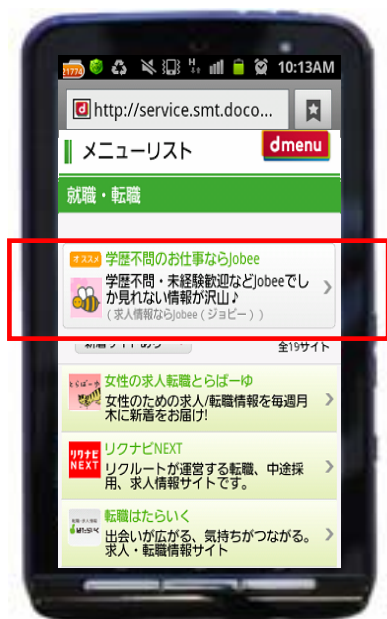 1774
H
10:13AM
d http://service.smt.doco...
メニューリスト
dmenu
就職・転職
オススメ 学歴不問のお仕事ならJobee
学歴不問・未経験歓迎などJobeeでし
か見れない情報が沢山♪
(求人情報ならJobee(ジョビー))
全19サイト
とらばーゆ
女性の求人転職とらばーゆ
女性のための求人/転職情報を毎週月
木に新着をお届け!
リクナビ
NEXT
リクナビNEXT
リクルートが運営する転職、中途採
用、求人情報サイトです。
はたらいく
転職はたらいく
出会いが広がる、気持ちがつながる。
求人・転職情報サイト